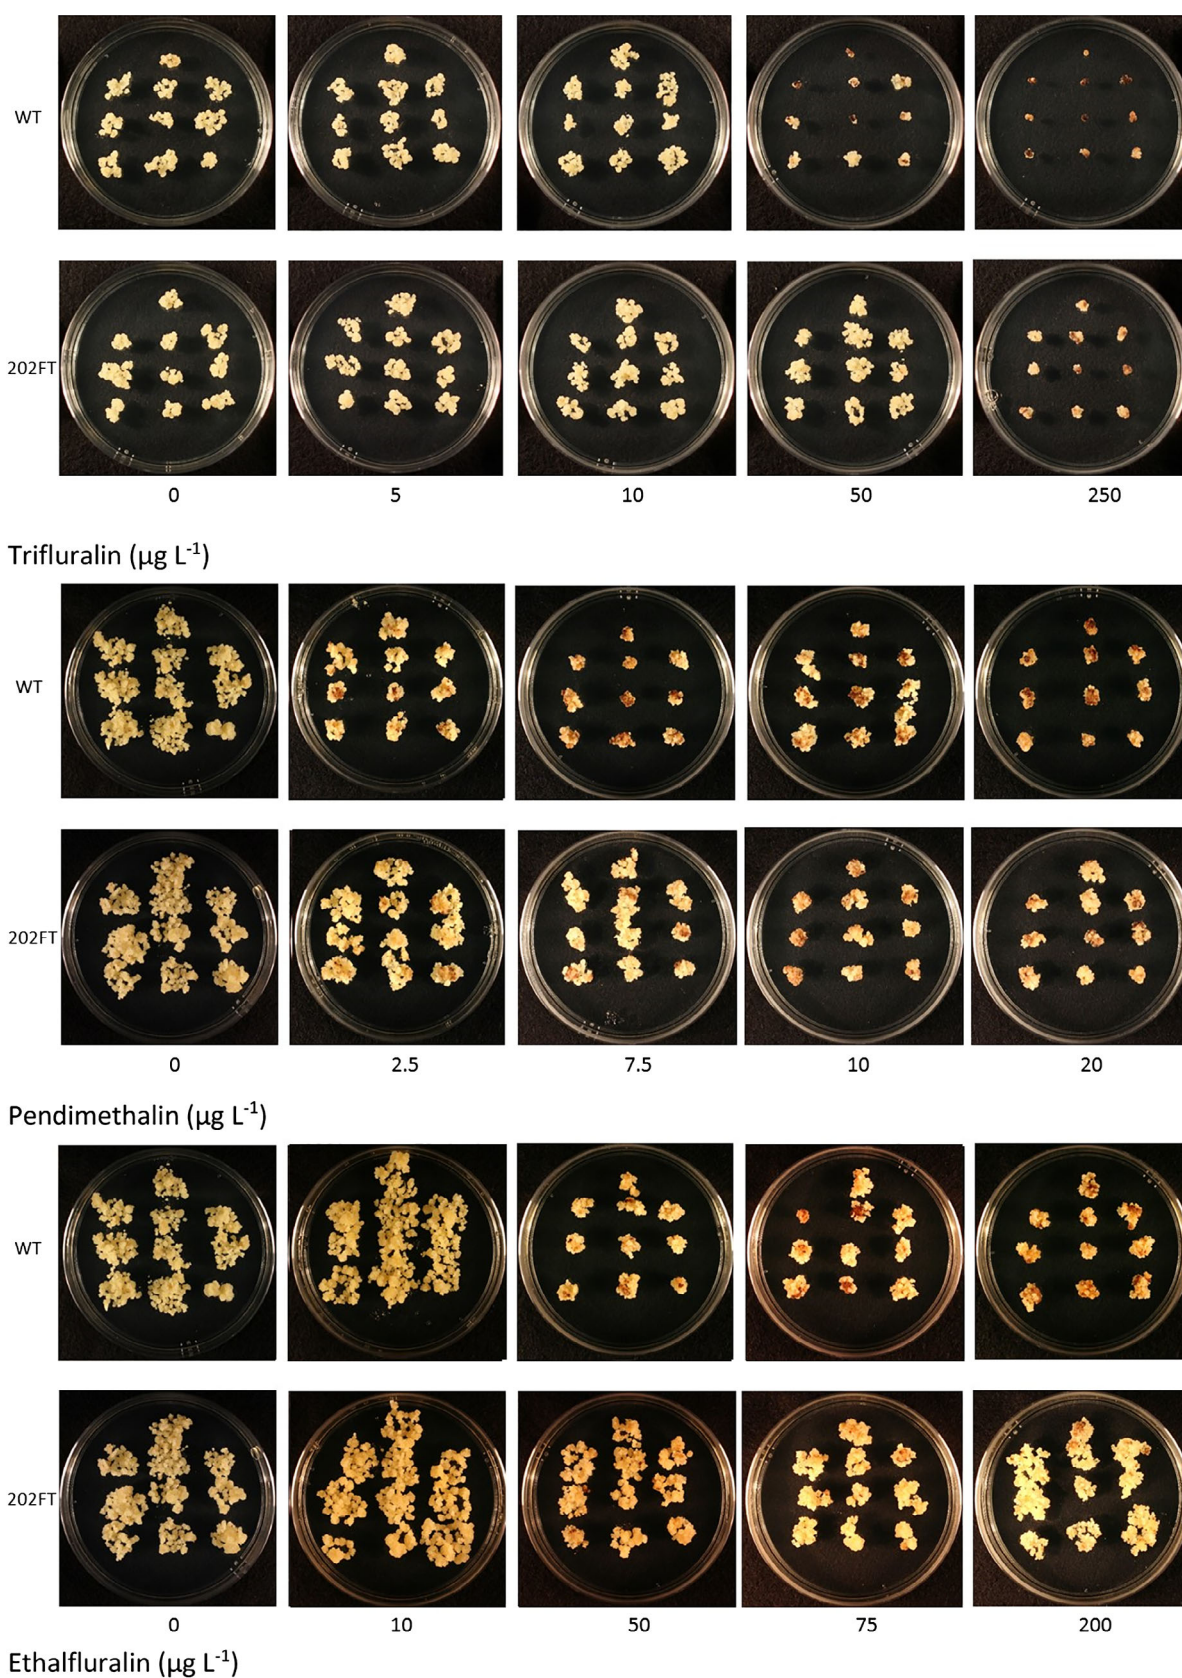 WT
202FT
0 5 10 50 250
Trifluralin (µg L⁻¹)
WT
202FT
0 2.5 7.5 10 20
Pendimethalin (µg L⁻¹)
WT
202FT
0 10 50 75 200
Ethalfluralin (µg L⁻¹)